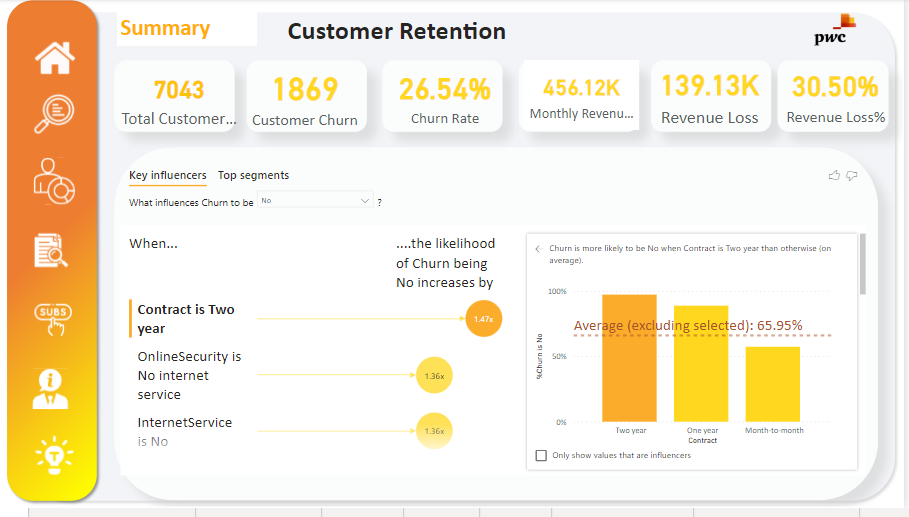 Summary
Customer Retention
pwc
7043
Total Customer...
1869
Customer Churn
26.54%
Churn Rate
456.12K
Monthly Revenu...
139.13K
Revenue Loss
30.50%
Revenue Loss%
Key influencers
Top segments
What influences Churn to be No ?
When...
....the likelihood
of Churn being
No increases by
Contract is Two
year
1.47x
OnlineSecurity is
No internet
service
1.36x
InternetService
is No
1.36x
Churn is more likely to be No when Contract is Two year than otherwise (on
average).
100%
Average (excluding selected): 65.95%
50%
0%
%Churn is No
Two year
One year
Month-to-month
Contract
Only show values that are influencers
SUBS
i
T